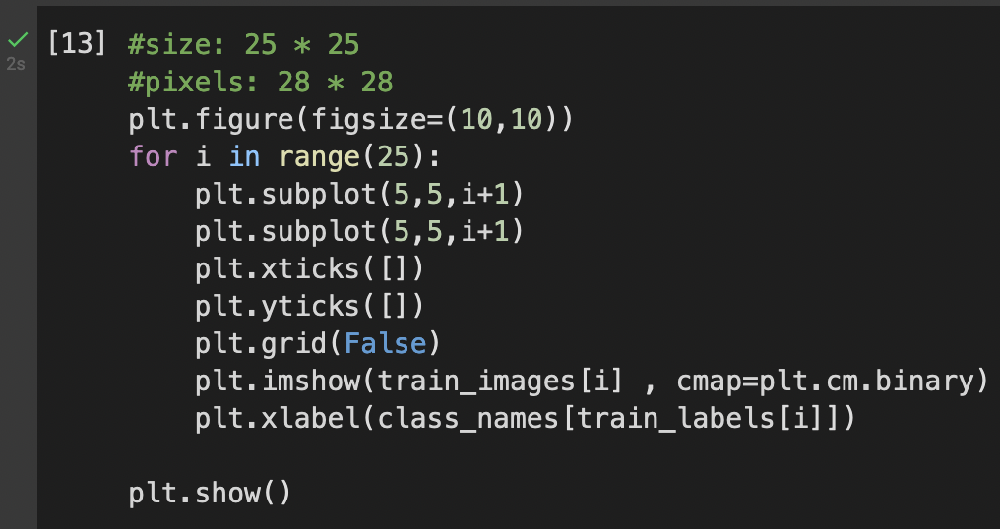 [13] #size: 25 * 25
2s
#pixels: 28 * 28
plt.figure(figsize=(10,10))
for i in range(25):
    plt.subplot(5,5,i+1)
    plt.subplot(5,5,i+1)
    plt.xticks([])
    plt.yticks([])
    plt.grid(False)
    plt.imshow(train_images[i] , cmap=plt.cm.binary)
    plt.xlabel(class_names[train_labels[i]])
plt.show()